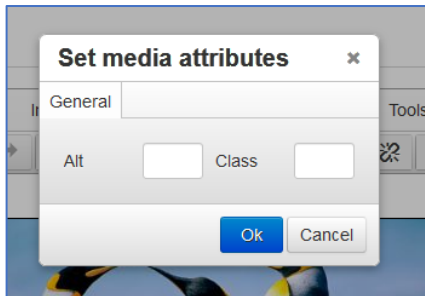 Set media attributes ×
General
Tools
Alt Class
Ok Cancel